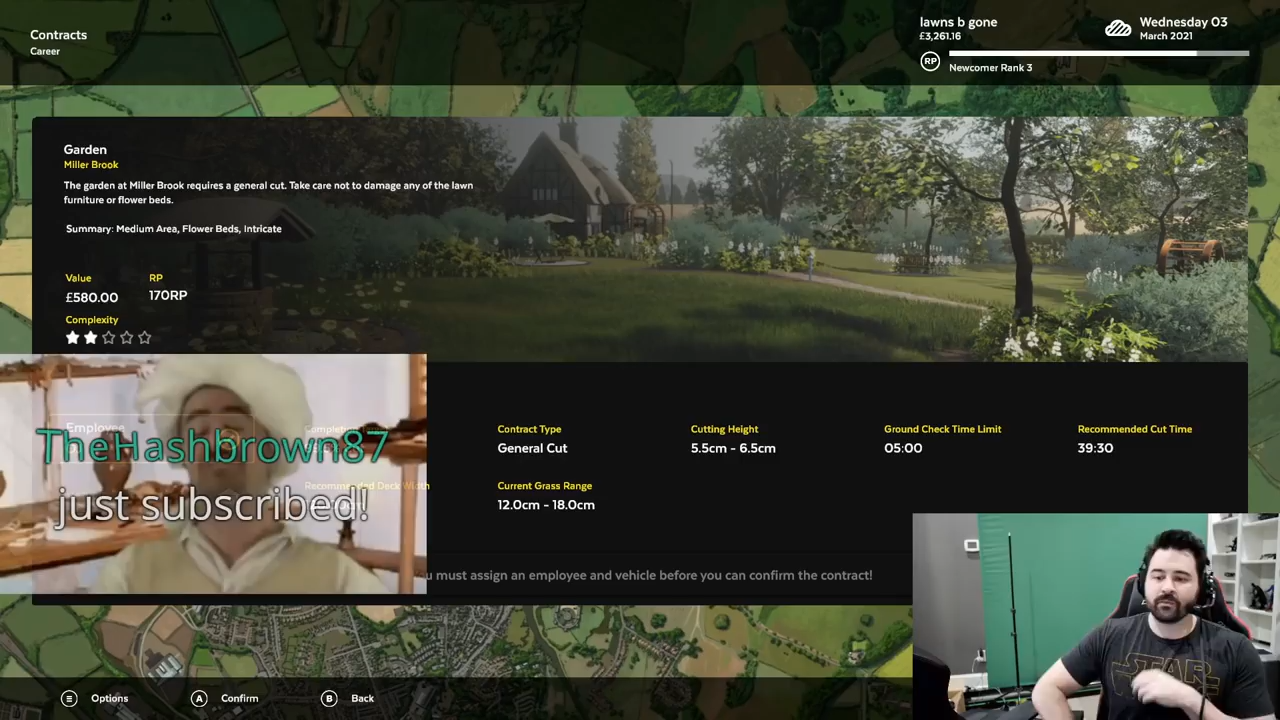 Contracts
Career
lawns b gone
£3,261.16
Wednesday 03
March 2021
RP
Newcomer Rank 3
Garden
Miller Brook
The garden at Miller Brook requires a general cut. Take care not to damage any of the lawn
furniture or flower beds.
Summary: Medium Area, Flower Beds, Intricate
Value
RP
£580.00
170RP
Complexity
Employee
TheHashbrown87
just subscribed!
Recommended Deck Width
Contract Type
General Cut
Cutting Height
5.5cm - 6.5cm
Ground Check Time Limit
05:00
Recommended Cut Time
39:30
Current Grass Range
12.0cm - 18.0cm
must assign an employee and vehicle before you can confirm the contract!
STAR
Options
A
Confirm
B
Back